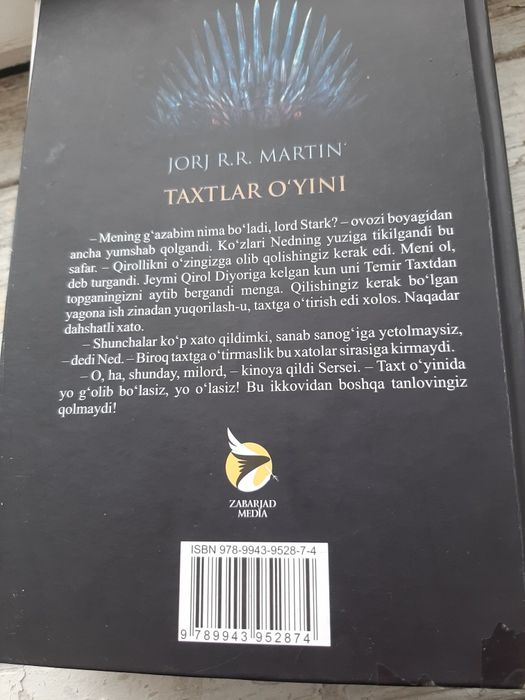 JORJ R.R. MARTIN
TAXTLAR O‘YINI
– Mening g‘azabim nima bo‘ladi, lord Stark? – ovozi boyagidan
ancha yumshab qolgandi. Ko‘zlari Nedning yuziga tikilgandi bu
safar. – Qirollikni o‘zingizga olib qolishingiz kerak edi. Meni ol,
deb turgandi. Jeymi Qirol Diyoriga kelgan kun uni Temir Taxtdan
topganingizni aytib bergandi menga. Qilishingiz kerak bo‘lgan
yagona ish zinadan yuqorilash-u, taxtga o‘tirish edi xolos. Naqadar
dahshatli xato.
– Shunchalar ko‘p xato qildimki, sanab sanog‘iga yetolmaysiz,
– dedi Ned. – Biroq taxtga o‘tirmaslik bu xatolar sirasiga kirmaydi.
– O, ha, shunday, milord, – kinoya qildi Sersei. – Taxt o‘yinida
yo g‘olib bo‘lasiz, yo o‘lasiz! Bu ikkovidan boshqa tanlovingiz
qolmaydi!
ZABARJAD
MEDIA
ISBN 978-9943-9528-7-4
9 789943 952874